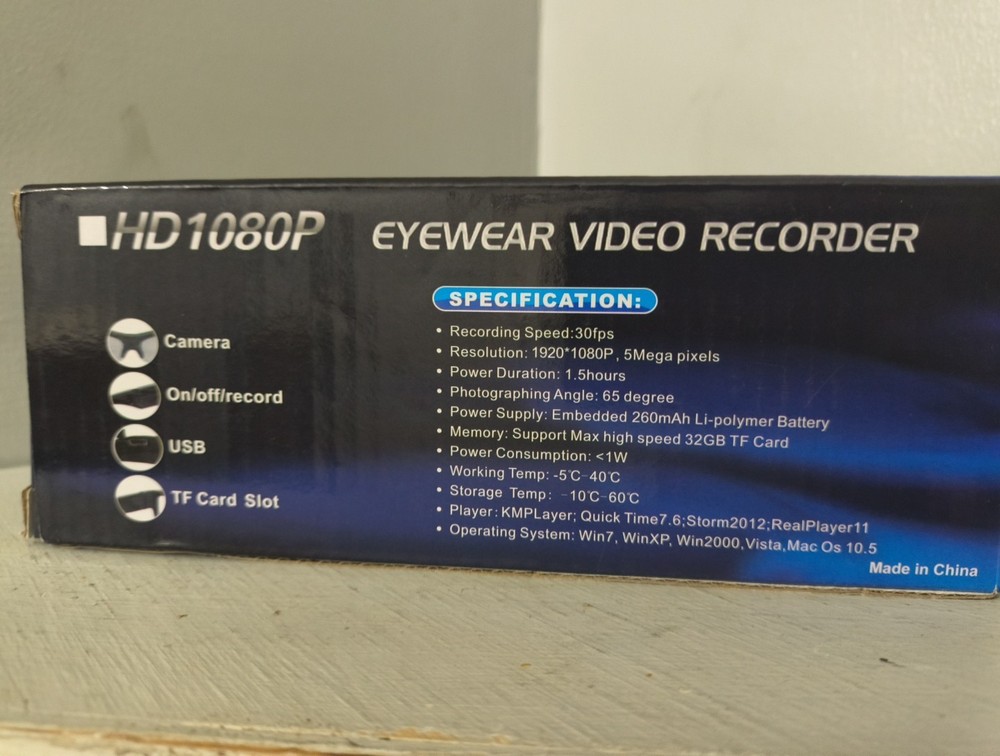 HD1080P EYEWEAR VIDEO RECORDER
Camera
On/off/record
USB
TF Card Slot
SPECIFICATION:
• Recording Speed:30fps
• Resolution: 1920*1080P, 5Mega pixels
• Power Duration: 1.5hours
• Photographing Angle: 65 degree
• Power Supply: Embedded 260mAh Li-polymer Battery
• Memory: Support Max high speed 32GB TF Card
• Power Consumption: <1W
• Working Temp: -5℃-40℃
• Storage Temp: -10℃-60℃
• Player: KMPLayer; Quick Time7.6;Storm2012;RealPlayer11
• Operating System: Win7, WinXP, Win2000,Vista,Mac Os 10.5
Made in China